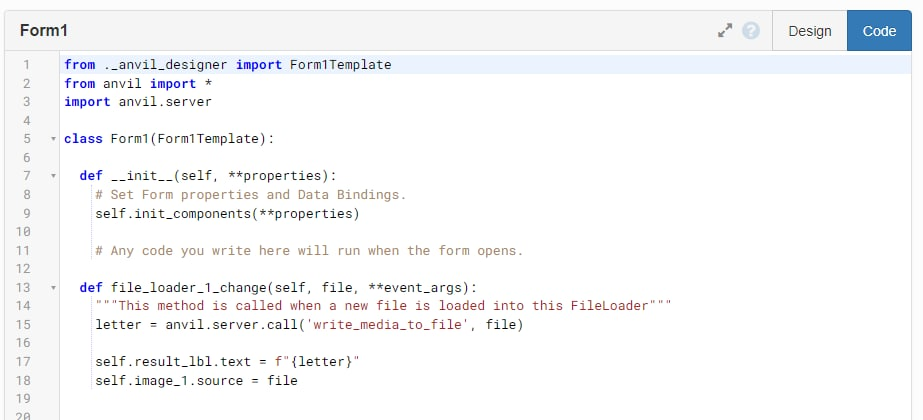 Form1
Design
Code
1 from ._anvil_designer import Form1Template
2 from anvil import *
3 import anvil.server
4
5 class Form1(Form1Template):
6
7 def __init__(self, **properties):
8 # Set Form properties and Data Bindings.
9 self.init_components(**properties)
10
11 # Any code you write here will run when the form opens.
12
13 def file_loader_1_change(self, file, **event_args):
14 """This method is called when a new file is loaded into this FileLoader"""
15 letter = anvil.server.call('write_media_to_file', file)
16
17 self.result_lbl.text = f"{letter}"
18 self.image_1.source = file
19
20